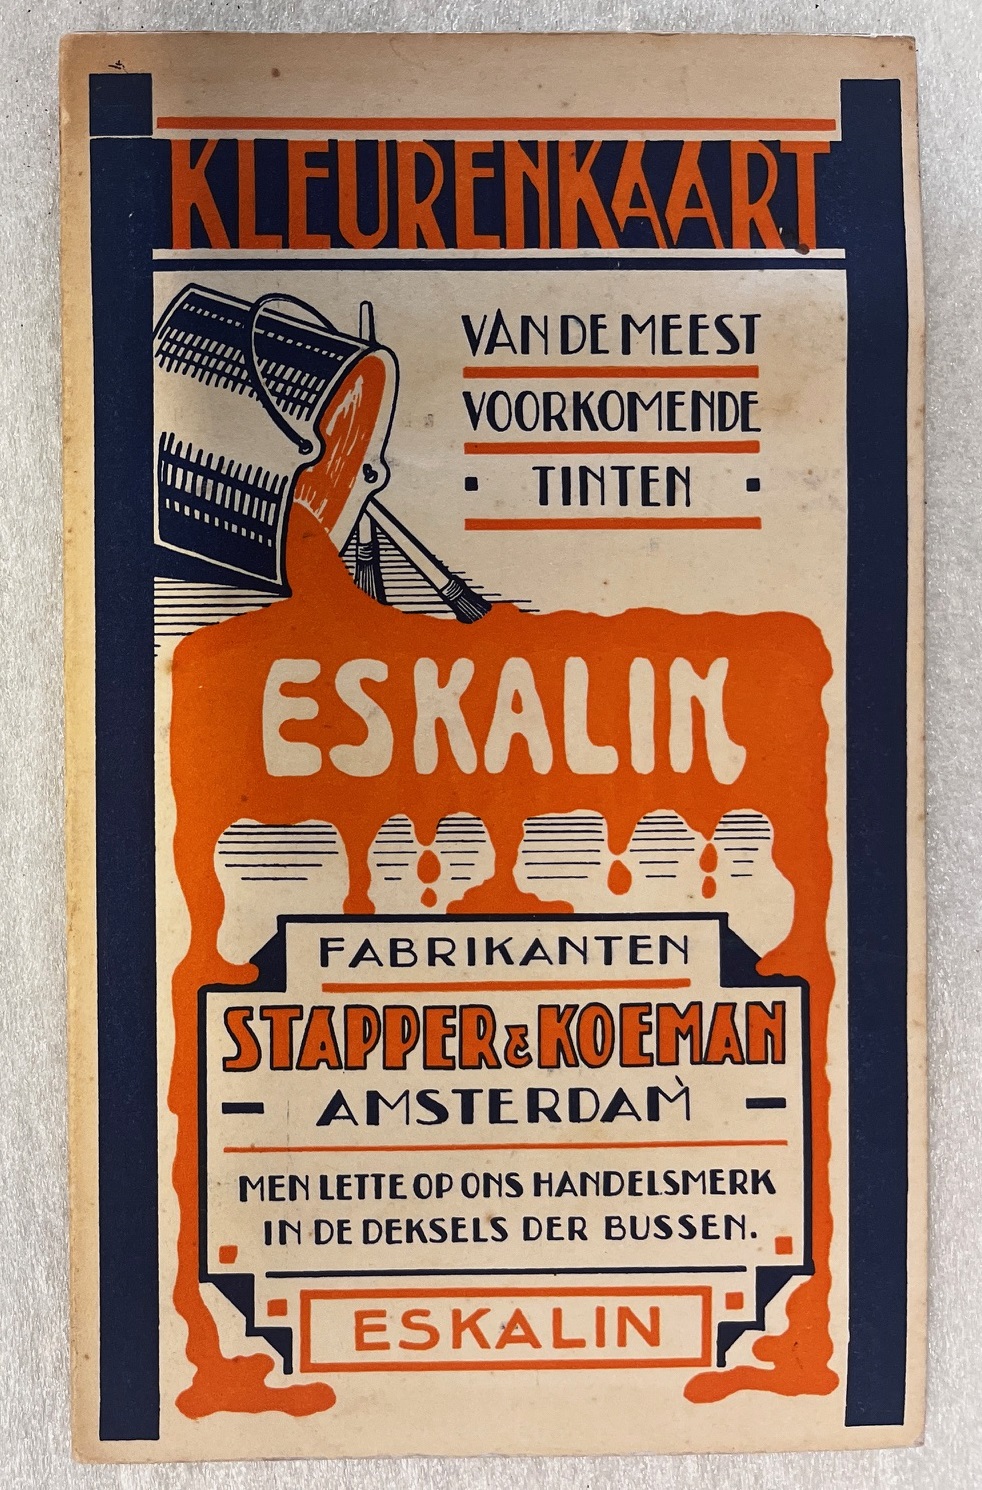 KLEURENKAART
VAN DE MEEST
VOORKOMENDE
TINTEN
ESKALIN
FABRIKANTEN
STAPPER & KOEMAN
AMSTERDAM
MEN LETTE OP ONS HANDELSMERK
IN DE DEKSELS DER BUSSEN.
ESKALIN